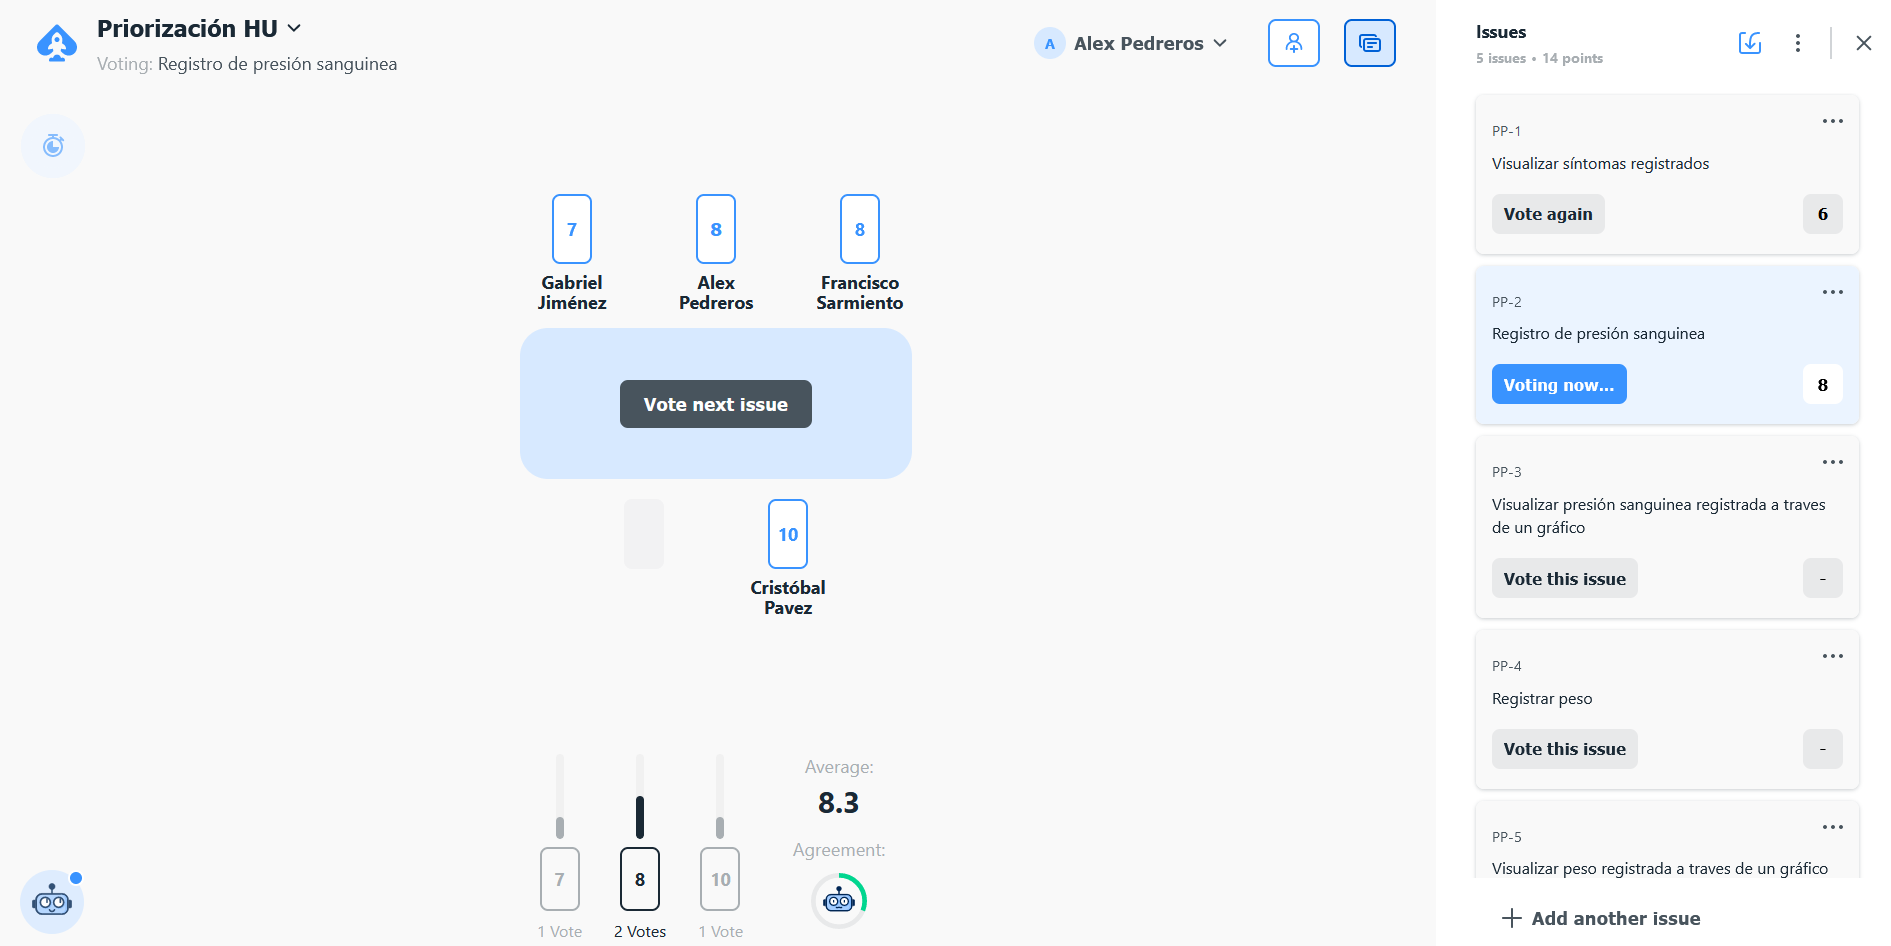 Priorización HU
Voting: Registro de presión sanguinea
A Alex Pedreros
7
8
8
Gabriel
Jiménez
Alex
Pedreros
Francisco
Sarmiento
Vote next issue
10
Cristóbal
Pavez
Average:
8.3
Agreement:
7
8
10
1 Vote
2 Votes
1 Vote
Issues
5 issues • 14 points
PP-1
Visualizar síntomas registrados
Vote again
6
PP-2
Registro de presión sanguinea
Voting now...
8
PP-3
Visualizar presión sanguinea registrada a traves
de un gráfico
Vote this issue
-
PP-4
Registrar peso
Vote this issue
-
PP-5
Visualizar peso registrada a traves de un gráfico
Add another issue